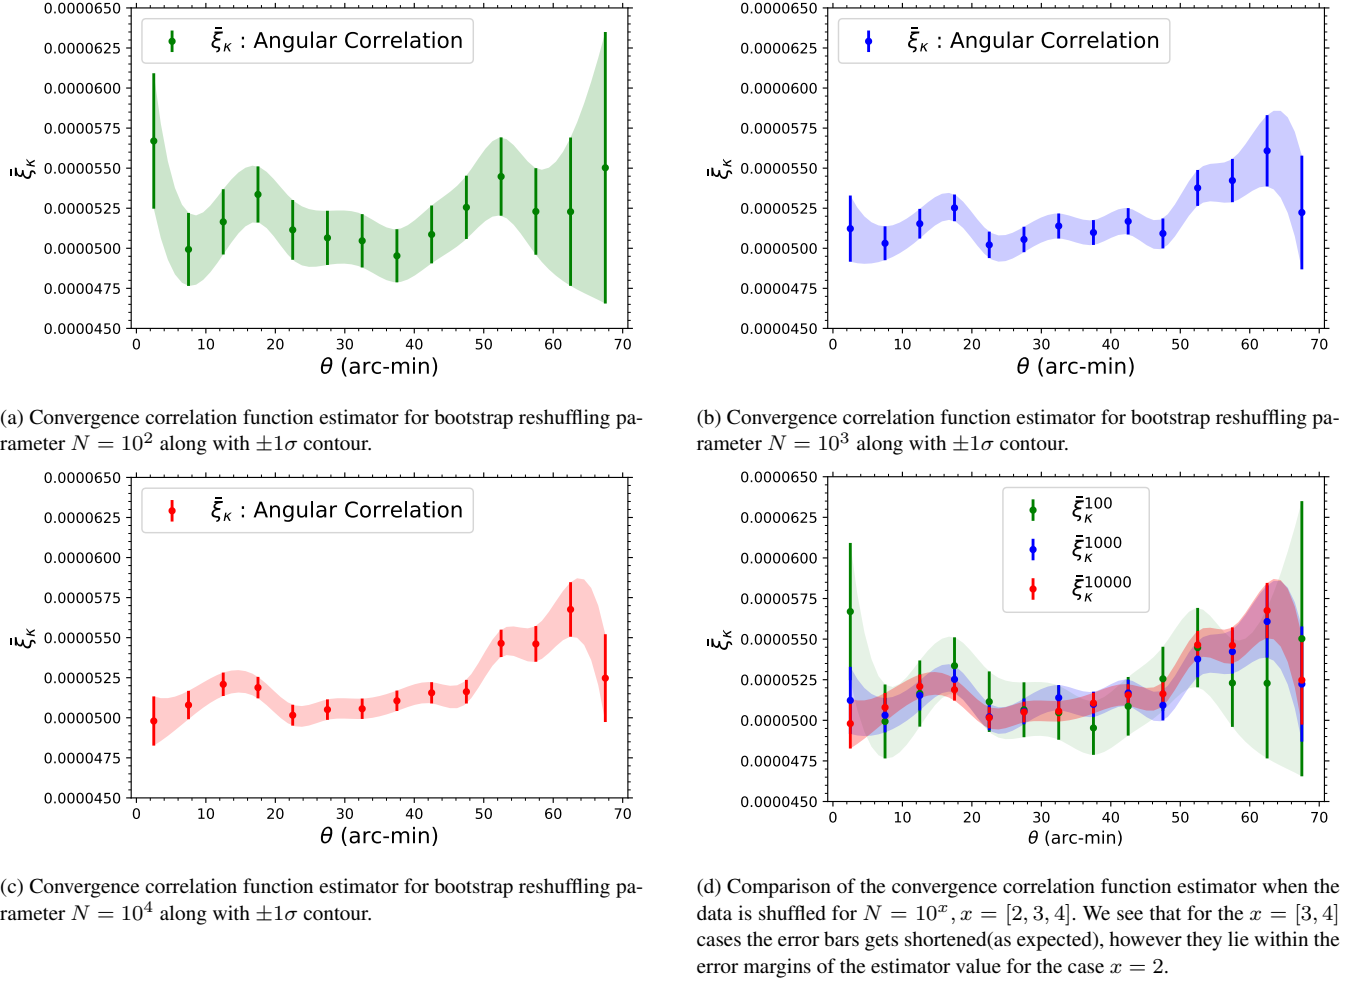 0.0000650
0.0000625
0.0000600
0.0000575
0.0000550
0.0000525
0.0000500
0.0000475
0.0000450
ξ̄κ
ξ̄κ : Angular Correlation
0 10 20 30 40 50 60 70
θ (arc-min)
(a) Convergence correlation function estimator for bootstrap reshuffling pa-
rameter N = 10² along with ±1σ contour.
0.0000650
0.0000625
0.0000600
0.0000575
0.0000550
0.0000525
0.0000500
0.0000475
0.0000450
ξ̄κ
ξ̄κ : Angular Correlation
0 10 20 30 40 50 60 70
θ (arc-min)
(b) Convergence correlation function estimator for bootstrap reshuffling pa-
rameter N = 10³ along with ±1σ contour.
0.0000650
0.0000625
0.0000600
0.0000575
0.0000550
0.0000525
0.0000500
0.0000475
0.0000450
ξ̄κ
ξ̄κ : Angular Correlation
0 10 20 30 40 50 60 70
θ (arc-min)
(c) Convergence correlation function estimator for bootstrap reshuffling pa-
rameter N = 10⁴ along with ±1σ contour.
0.0000650
0.0000625
0.0000600
0.0000575
0.0000550
0.0000525
0.0000500
0.0000475
0.0000450
ξ̄κ
ξ̄κ¹⁰⁰
ξ̄κ¹⁰⁰⁰
ξ̄κ¹⁰⁰⁰⁰
0 10 20 30 40 50 60 70
θ (arc-min)
(d) Comparison of the convergence correlation function estimator when the
data is shuffled for N = 10ˣ, x = [2, 3, 4]. We see that for the x = [3, 4]
cases the error bars gets shortened(as expected), however they lie within the
error margins of the estimator value for the case x = 2.